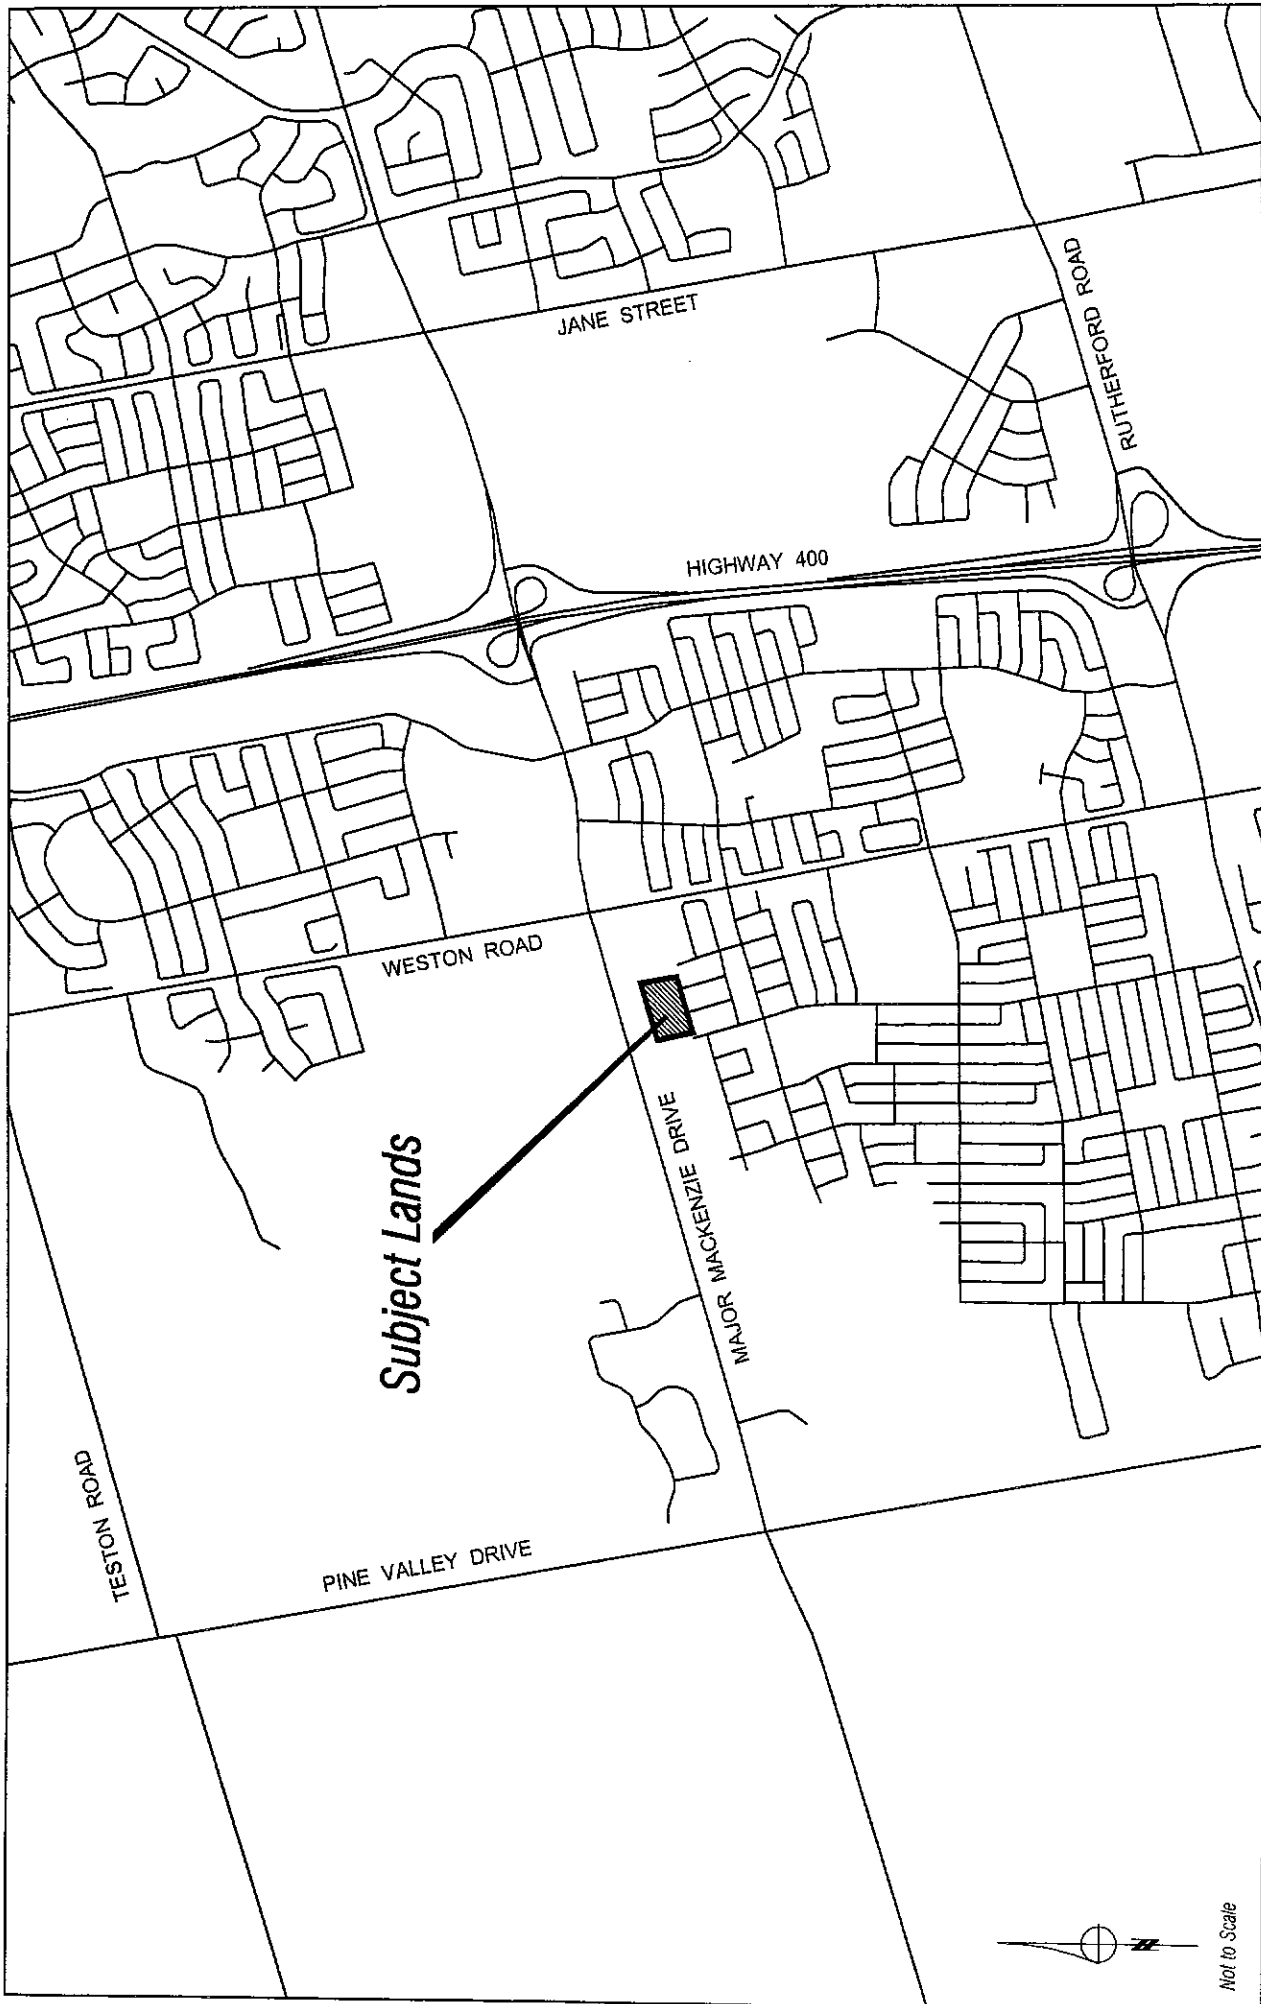 JANE STREET
RUTHERFORD ROAD
HIGHWAY 400
WESTON ROAD
MAJOR MACKENZIE DRIVE
Subject Lands
TESTON ROAD
PINE VALLEY DRIVE
N
Not to Scale